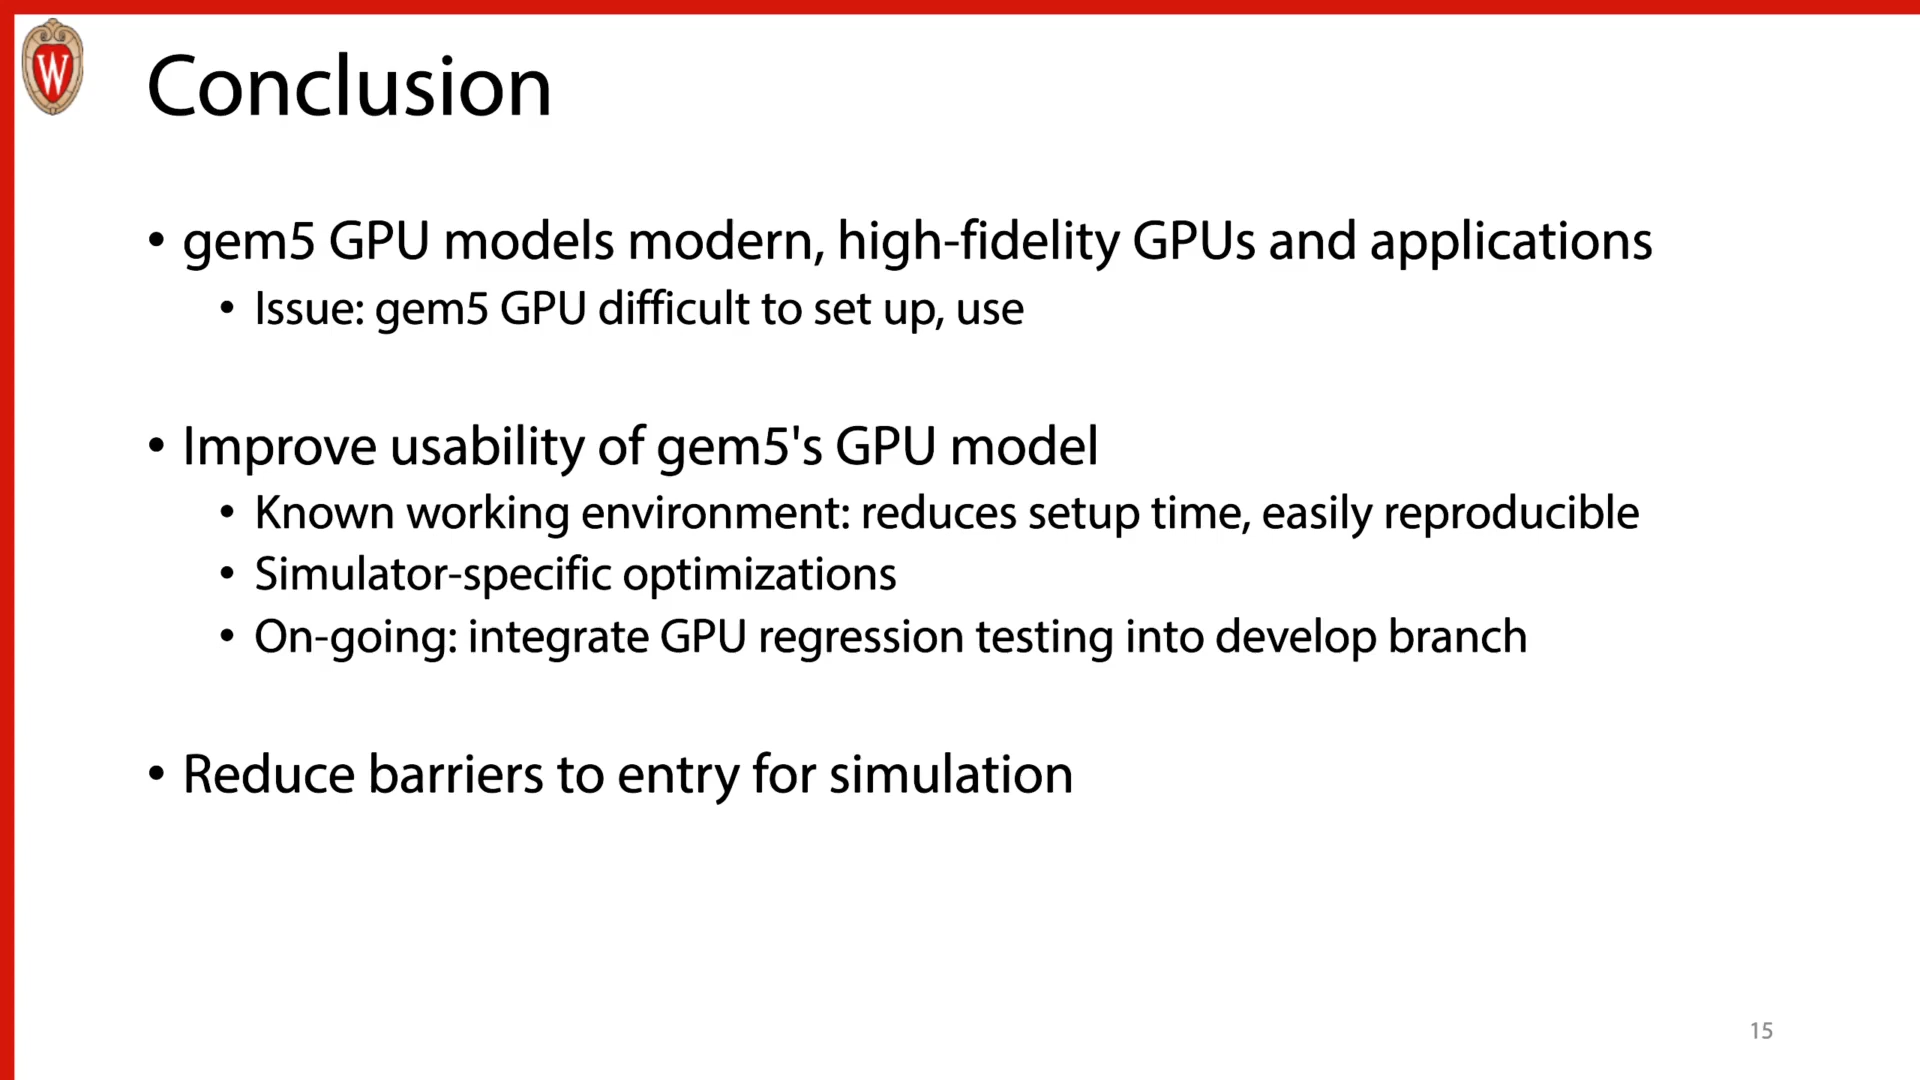 W
Conclusion
• gem5 GPU models modern, high-fidelity GPUs and applications
• Issue: gem5 GPU difficult to set up, use
• Improve usability of gem5's GPU model
• Known working environment: reduces setup time, easily reproducible
• Simulator-specific optimizations
• On-going: integrate GPU regression testing into develop branch
• Reduce barriers to entry for simulation
15